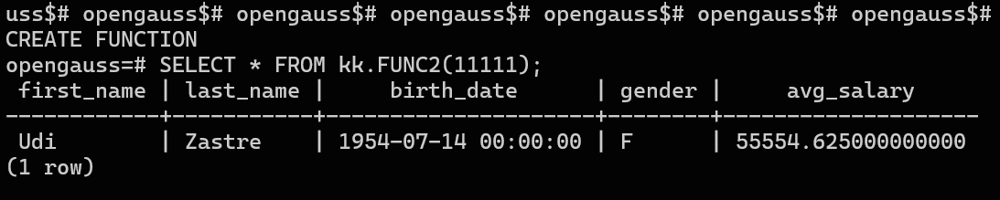 uss$# opengauss$# opengauss$# opengauss$# opengauss$# opengauss$# opengauss$#
CREATE FUNCTION
opengauss=# SELECT * FROM kk.FUNC2(11111);
 first_name | last_name |     birth_date      | gender |     avg_salary
------------+-----------+---------------------+--------+--------------------
 Udi        | Zastre    | 1954-07-14 00:00:00 | F      | 55554.625000000000
(1 row)